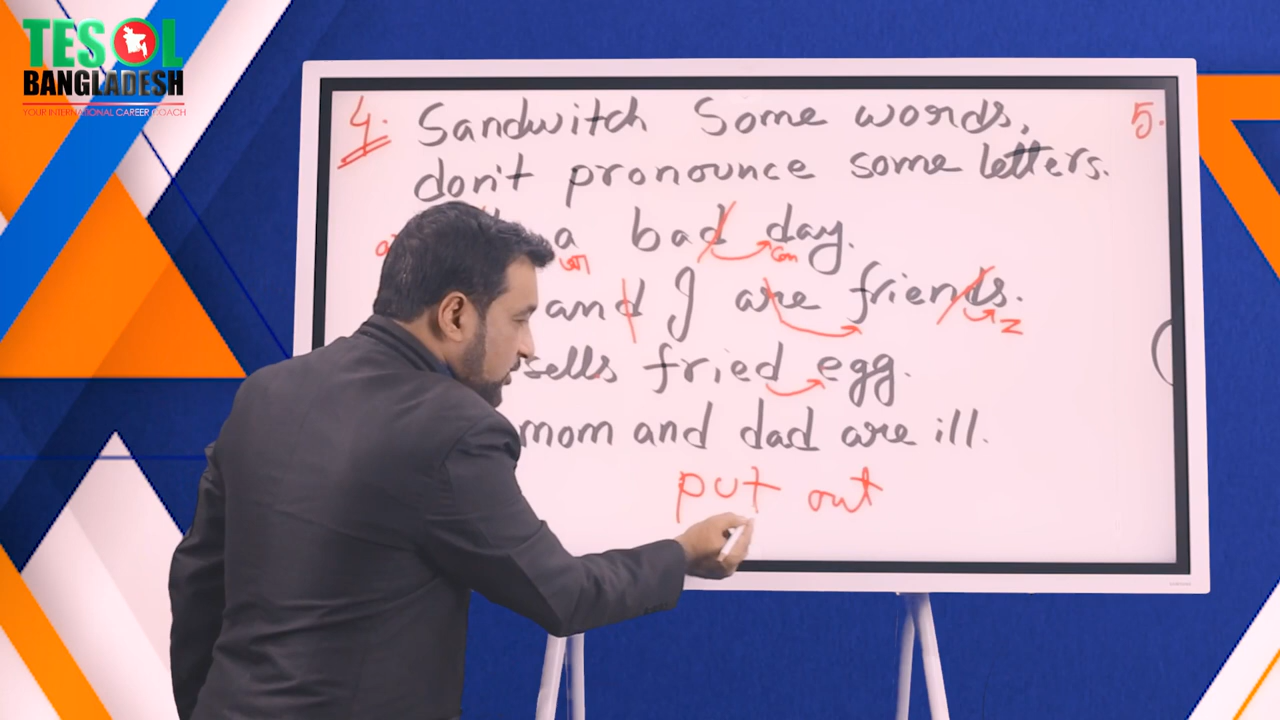 TESOL
BANGLADESH
YOUR INTERNATIONAL CAREER COACH
4. Sandwitch Some words, 5.
don't pronounce some letters.
a bad day.
con
and I are friends.
z
sells fried egg.
mom and dad are ill.
put out